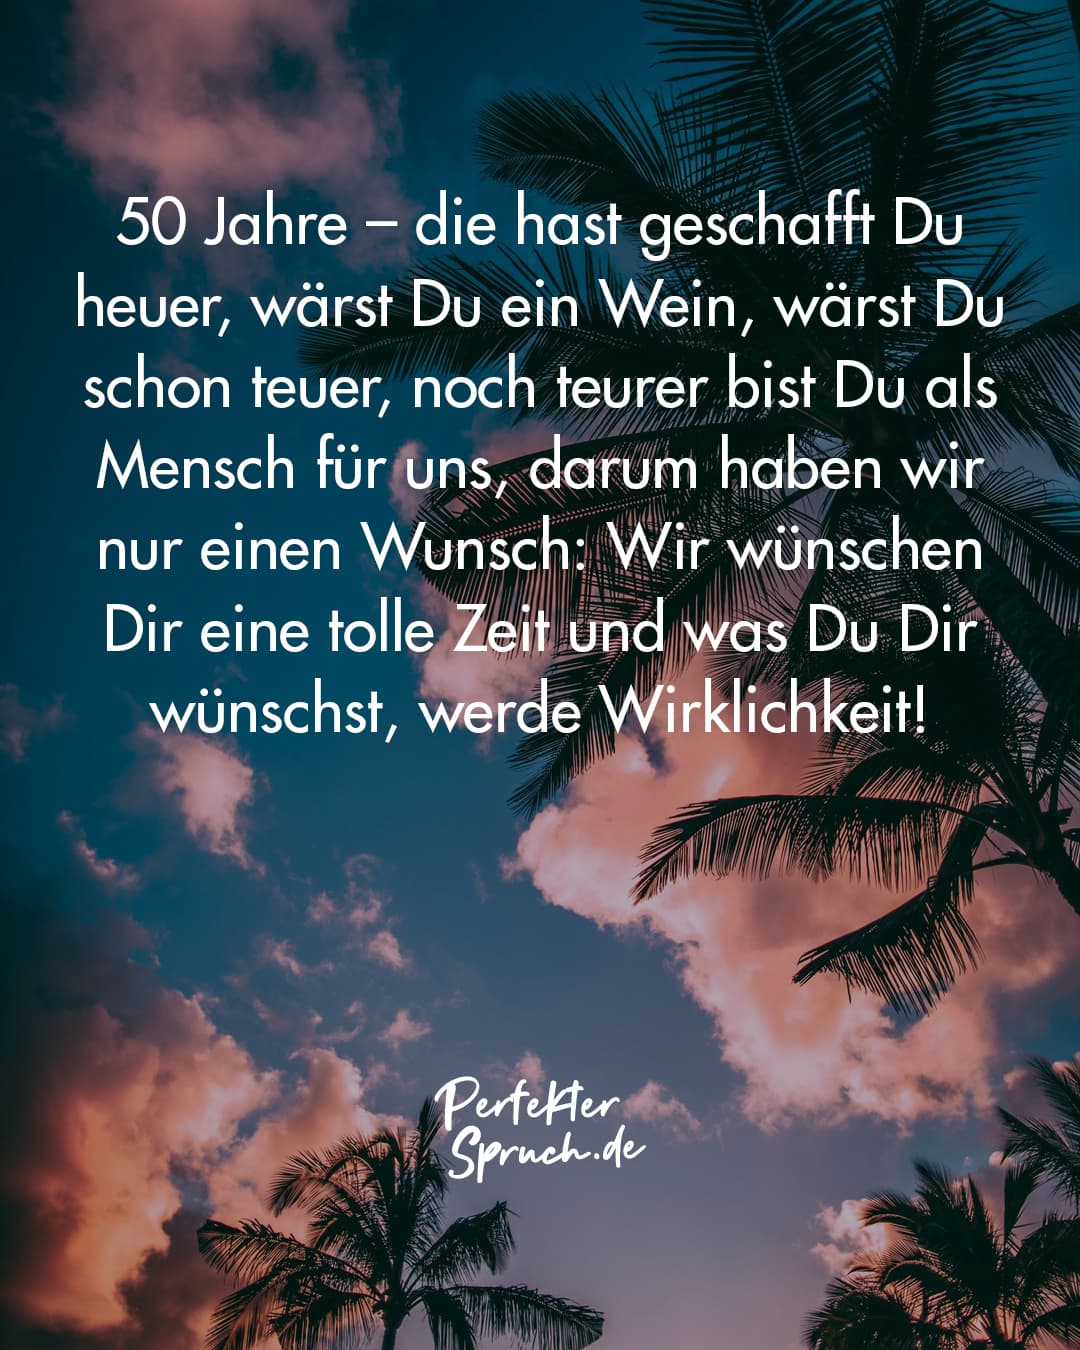 50 Jahre – die hast geschafft Du
heuer, wärst Du ein Wein, wärst Du
schon teuer, noch teurer bist Du als
Mensch für uns, darum haben wir
nur einen Wunsch: Wir wünschen
Dir eine tolle Zeit und was Du Dir
wünschst, werde Wirklichkeit!
Perfekter
Spruch.de